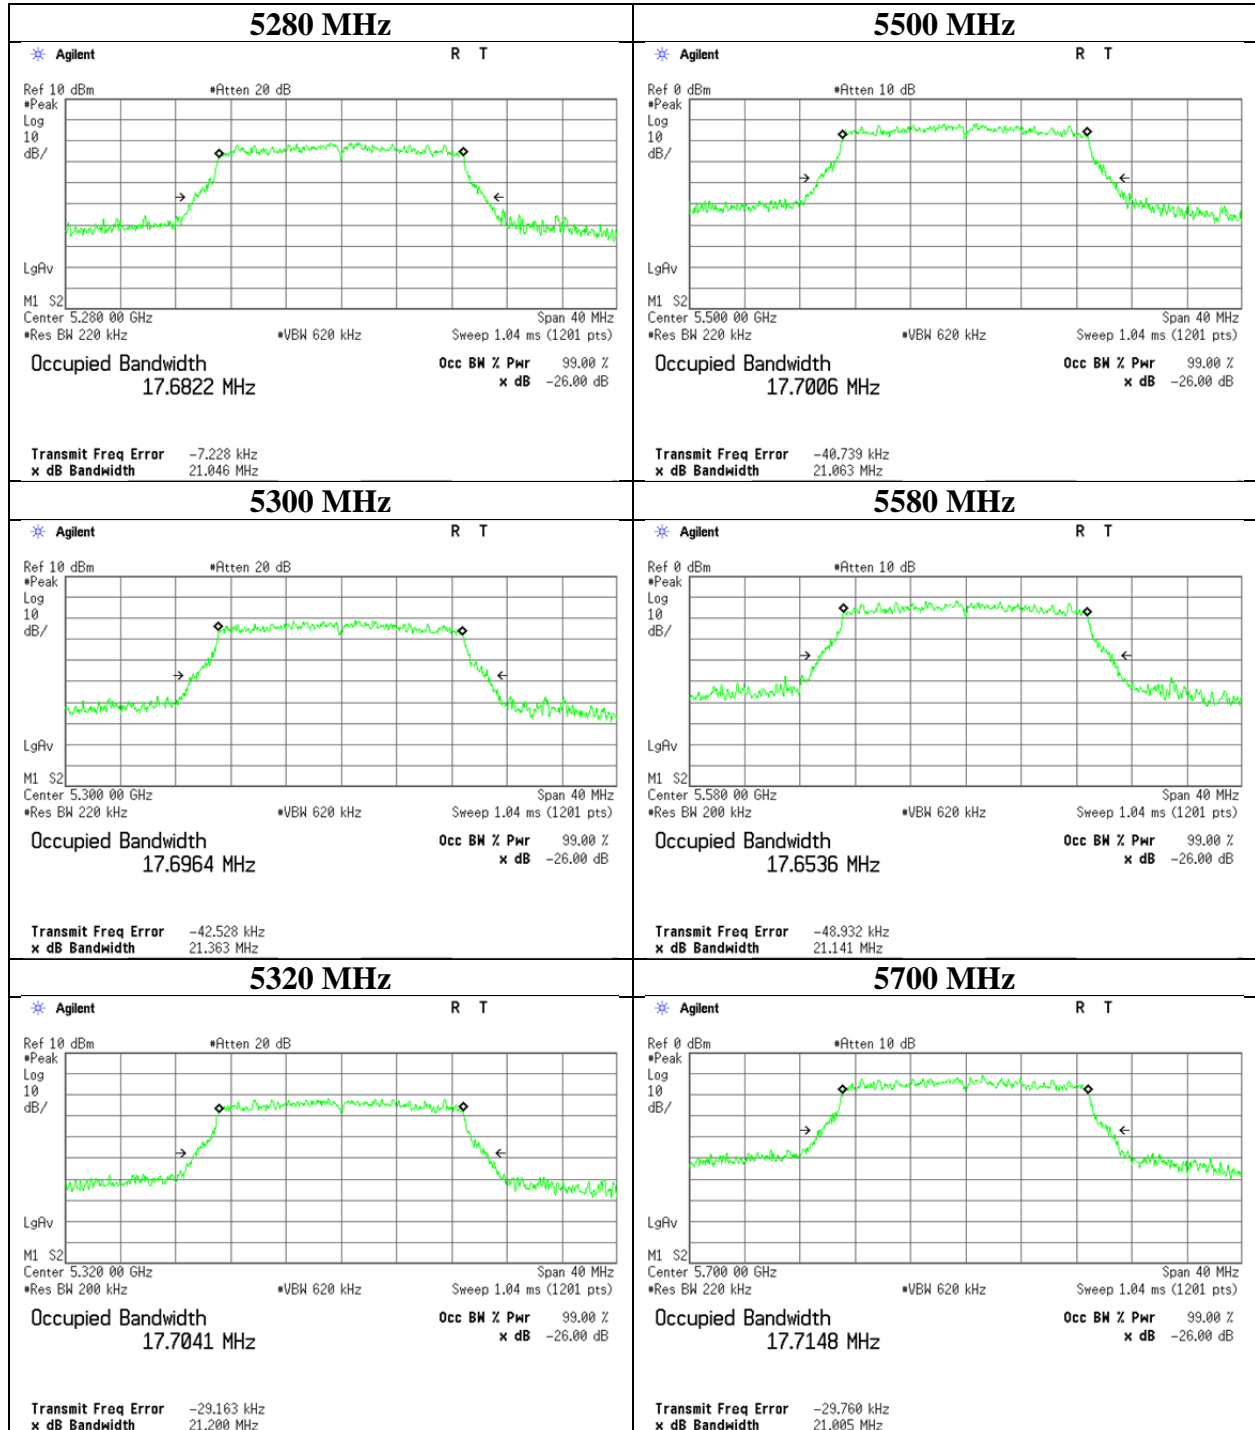 5280 MHz
Agilent R T
Ref 10 dBm #Atten 20 dB
#Peak
Log
10
dB/
LgAv
M1 S2
Center 5.280 00 GHz Span 40 MHz
#Res BW 220 kHz #VBW 620 kHz Sweep 1.04 ms (1201 pts)
Occupied Bandwidth Occ BW % Pwr 99.00 %
17.6822 MHz x dB -26.00 dB
Transmit Freq Error -7.228 kHz
x dB Bandwidth 21.046 MHz
5500 MHz
Agilent R T
Ref 0 dBm #Atten 10 dB
#Peak
Log
10
dB/
LgAv
M1 S2
Center 5.500 00 GHz Span 40 MHz
#Res BW 220 kHz #VBW 620 kHz Sweep 1.04 ms (1201 pts)
Occupied Bandwidth Occ BW % Pwr 99.00 %
17.7006 MHz x dB -26.00 dB
Transmit Freq Error -40.739 kHz
x dB Bandwidth 21.063 MHz
5300 MHz
Agilent R T
Ref 10 dBm #Atten 20 dB
#Peak
Log
10
dB/
LgAv
M1 S2
Center 5.300 00 GHz Span 40 MHz
#Res BW 220 kHz #VBW 620 kHz Sweep 1.04 ms (1201 pts)
Occupied Bandwidth Occ BW % Pwr 99.00 %
17.6964 MHz x dB -26.00 dB
Transmit Freq Error -42.528 kHz
x dB Bandwidth 21.363 MHz
5580 MHz
Agilent R T
Ref 0 dBm #Atten 10 dB
#Peak
Log
10
dB/
LgAv
M1 S2
Center 5.580 00 GHz Span 40 MHz
#Res BW 200 kHz #VBW 620 kHz Sweep 1.04 ms (1201 pts)
Occupied Bandwidth Occ BW % Pwr 99.00 %
17.6536 MHz x dB -26.00 dB
Transmit Freq Error -48.932 kHz
x dB Bandwidth 21.141 MHz
5320 MHz
Agilent R T
Ref 10 dBm #Atten 20 dB
#Peak
Log
10
dB/
LgAv
M1 S2
Center 5.320 00 GHz Span 40 MHz
#Res BW 200 kHz #VBW 620 kHz Sweep 1.04 ms (1201 pts)
Occupied Bandwidth Occ BW % Pwr 99.00 %
17.7041 MHz x dB -26.00 dB
Transmit Freq Error -29.163 kHz
x dB Bandwidth 21.200 MHz
5700 MHz
Agilent R T
Ref 0 dBm #Atten 10 dB
#Peak
Log
10
dB/
LgAv
M1 S2
Center 5.700 00 GHz Span 40 MHz
#Res BW 220 kHz #VBW 620 kHz Sweep 1.04 ms (1201 pts)
Occupied Bandwidth Occ BW % Pwr 99.00 %
17.7148 MHz x dB -26.00 dB
Transmit Freq Error -29.760 kHz
x dB Bandwidth 21.005 MHz